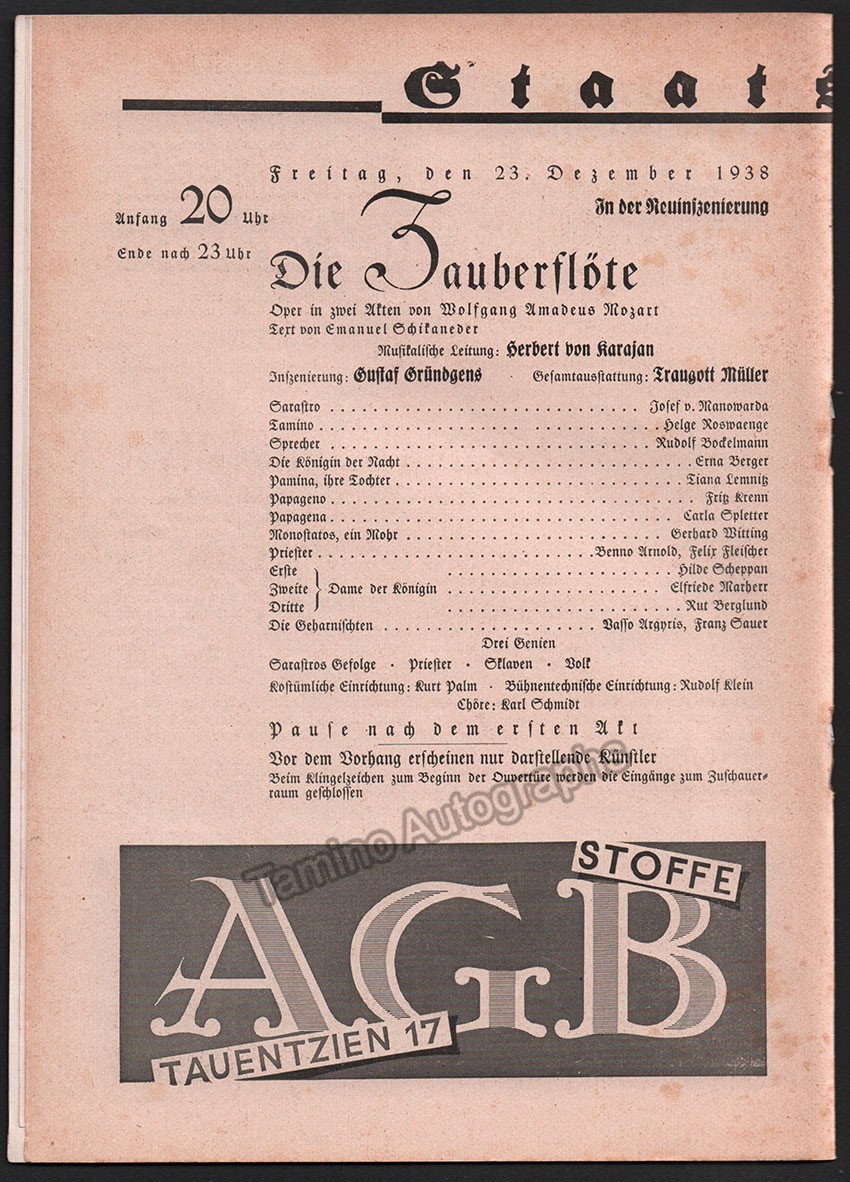 Staats
Freitag, den 23. Dezember 1938
Anfang 20 Uhr
In der Neuinszenierung
Ende nach 23 Uhr
Die Zauberflöte
Oper in zwei Akten von Wolfgang Amadeus Mozart
Text von Emanuel Schikaneder
Musikalische Leitung: Herbert von Karajan
Inszenierung: Gustaf Gründgens · Gesamtausstattung: Traugott Müller
Sarastro . . . . . . . . . . . . . . . . . . . . Josef v. Manowarda
Tamino . . . . . . . . . . . . . . . . . . . . Helge Roswaenge
Sprecher . . . . . . . . . . . . . . . . . . . . Rudolf Bockelmann
Die Königin der Nacht . . . . . . . . . . . . . . . . . . . . Erna Berger
Pamina, ihre Tochter . . . . . . . . . . . . . . . . . . . . Tiana Lemnitz
Papageno . . . . . . . . . . . . . . . . . . . . Fritz Krenn
Papagena . . . . . . . . . . . . . . . . . . . . Carla Spletter
Monostatos, ein Mohr . . . . . . . . . . . . . . . . . . . . Gerhard Witting
Priester . . . . . . . . . . . . . . . . . . . . Benno Arnold, Felix Fleischer
Erste . . . . . . . . . . . . . . . . . . . . Hilde Scheppan
Zweite } Dame der Königin . . . . . . . . . . . . . . . . . . . . Elfriede Marherr
Dritte . . . . . . . . . . . . . . . . . . . . Rut Berglund
Die Geharnischten . . . . . . . . . . . . . . . . . . . . Vasso Argyris, Franz Sauer
Drei Genien
Sarastros Gefolge · Priester · Sklaven · Volk
Kostümliche Einrichtung: Kurt Palm · Bühnentechnische Einrichtung: Rudolf Klein
Chöre: Karl Schmidt
Pause nach dem ersten Akt
Vor dem Vorhang erscheinen nur darstellende Künstler
Beim Klingelzeichen zum Beginn der Ouvertüre werden die Eingänge zum Zuschauer-
raum geschlossen
Tamino Autographs
STOFFE
AGB
TAUENTZIEN 17